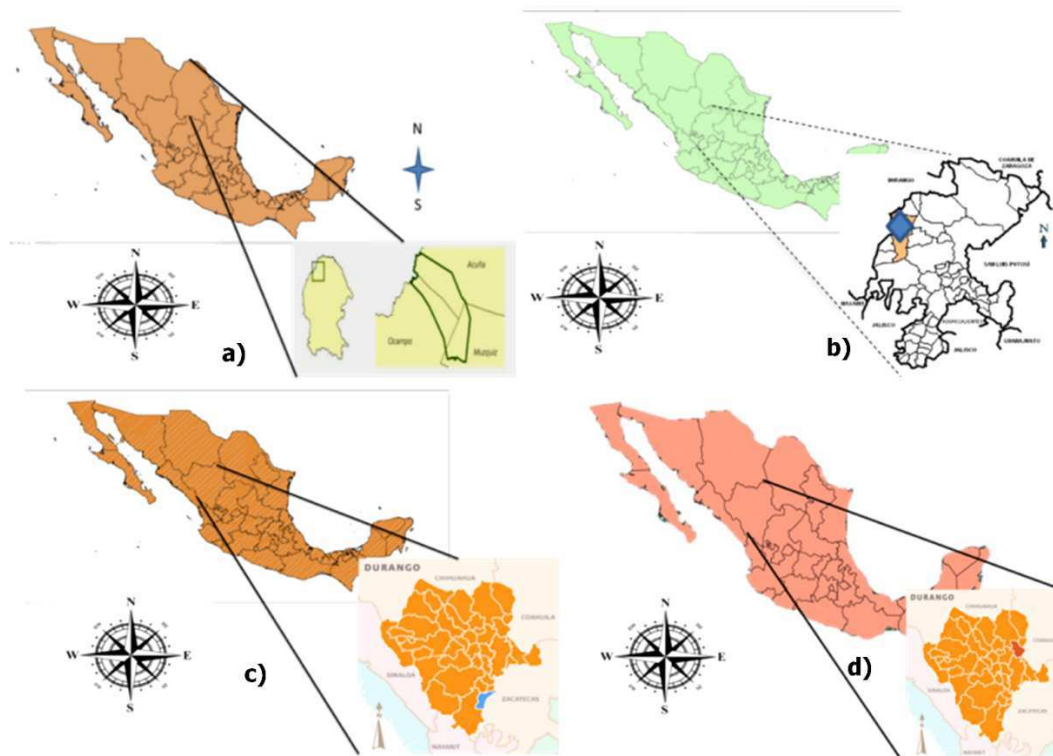 N
S
N
W
E
S
a)
Acuña
Ocampo
Muzquiz
N
W
E
S
b)
COAHUILA DE
ZARAGOZA
DURANGO
N
SAN LUIS POTOSÍ
NAYARIT
JALISCO
AGUASCALIENTES
JALISCO
GUANAJUATO
N
W
E
S
c)
DURANGO
CHIHUAHUA
COAHUILA
SINALOA
ZACATECAS
NAYARIT
N
W
E
S
d)
DURANGO
CHIHUAHUA
SINALOA
ZACATECAS
NAYARIT